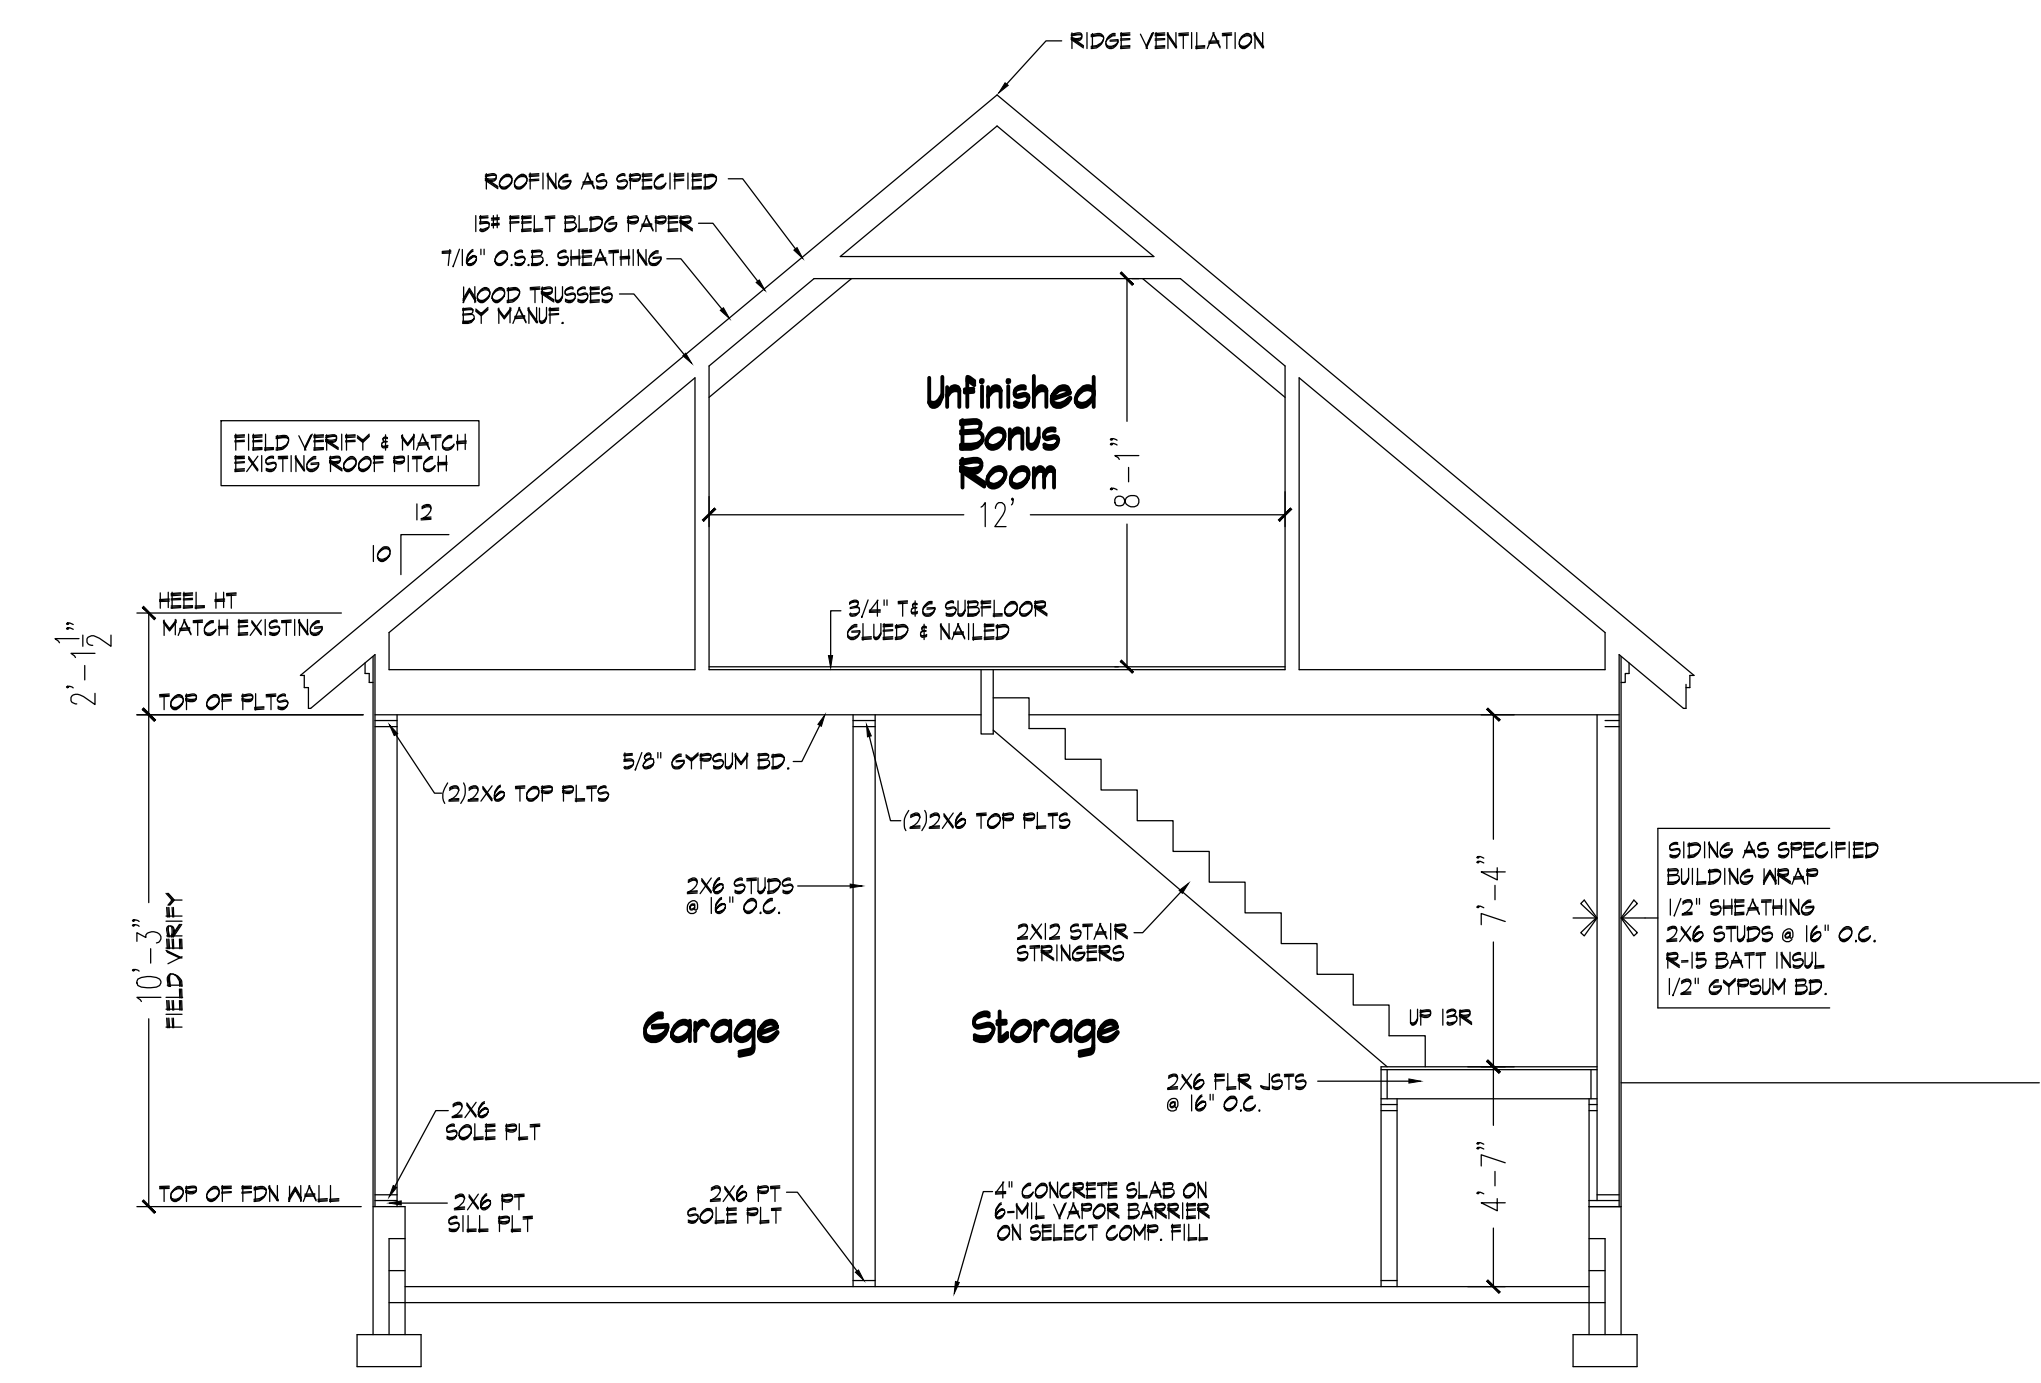 RIDGE VENTILATION
ROOFING AS SPECIFIED
15# FELT BLDG PAPER
7/16" O.S.B. SHEATHING
WOOD TRUSSES
BY MANUF.
Unfinished
Bonus
Room
8'-1"
12'
FIELD VERIFY & MATCH
EXISTING ROOF PITCH
12
10
HEEL HT
MATCH EXISTING
2'-1 1/2"
TOP OF PLTS
3/4" T&G SUBFLOOR
GLUED & NAILED
5/8" GYPSUM BD.
(2)2X6 TOP PLTS
(2)2X6 TOP PLTS
2X6 STUDS
@ 16" O.C.
2X12 STAIR
STRINGERS
7'-4"
SIDING AS SPECIFIED
BUILDING WRAP
1/2" SHEATHING
2X6 STUDS @ 16" O.C.
R-15 BATT INSUL
1/2" GYPSUM BD.
10'-3"
FIELD VERIFY
Garage
Storage
UP 13R
2X6 FLR JSTS
@ 16" O.C.
2X6
SOLE PLT
4'-7"
TOP OF FDN WALL
2X6 PT
SILL PLT
2X6 PT
SOLE PLT
4" CONCRETE SLAB ON
6-MIL VAPOR BARRIER
ON SELECT COMP. FILL